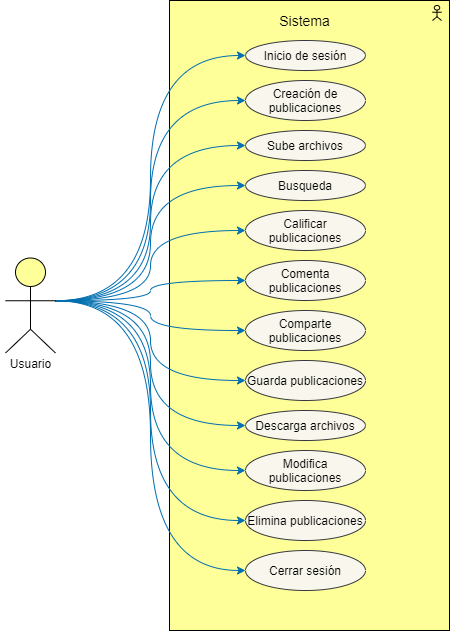 Sistema
Inicio de sesión
Creación de
publicaciones
Sube archivos
Busqueda
Calificar
publicaciones
Comenta
publicaciones
Comparte
publicaciones
Guarda publicaciones
Descarga archivos
Modifica
publicaciones
Elimina publicaciones
Cerrar sesión
Usuario